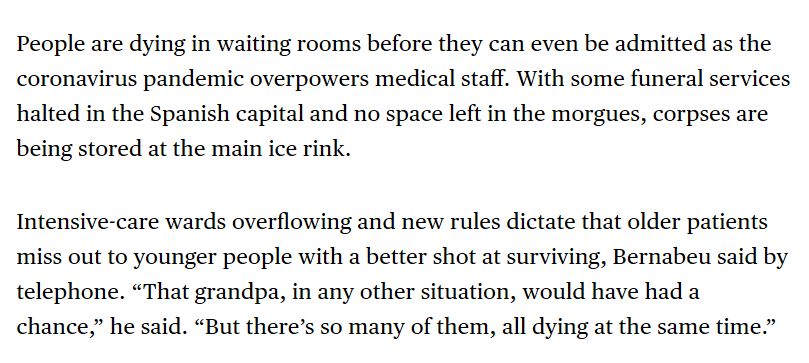 People are dying in waiting rooms before they can even be admitted as the
coronavirus pandemic overpowers medical staff. With some funeral services
halted in the Spanish capital and no space left in the morgues, corpses are
being stored at the main ice rink.
Intensive-care wards overflowing and new rules dictate that older patients
miss out to younger people with a better shot at surviving, Bernabeu said by
telephone. “That grandpa, in any other situation, would have had a
chance,” he said. “But there’s so many of them, all dying at the same time.”